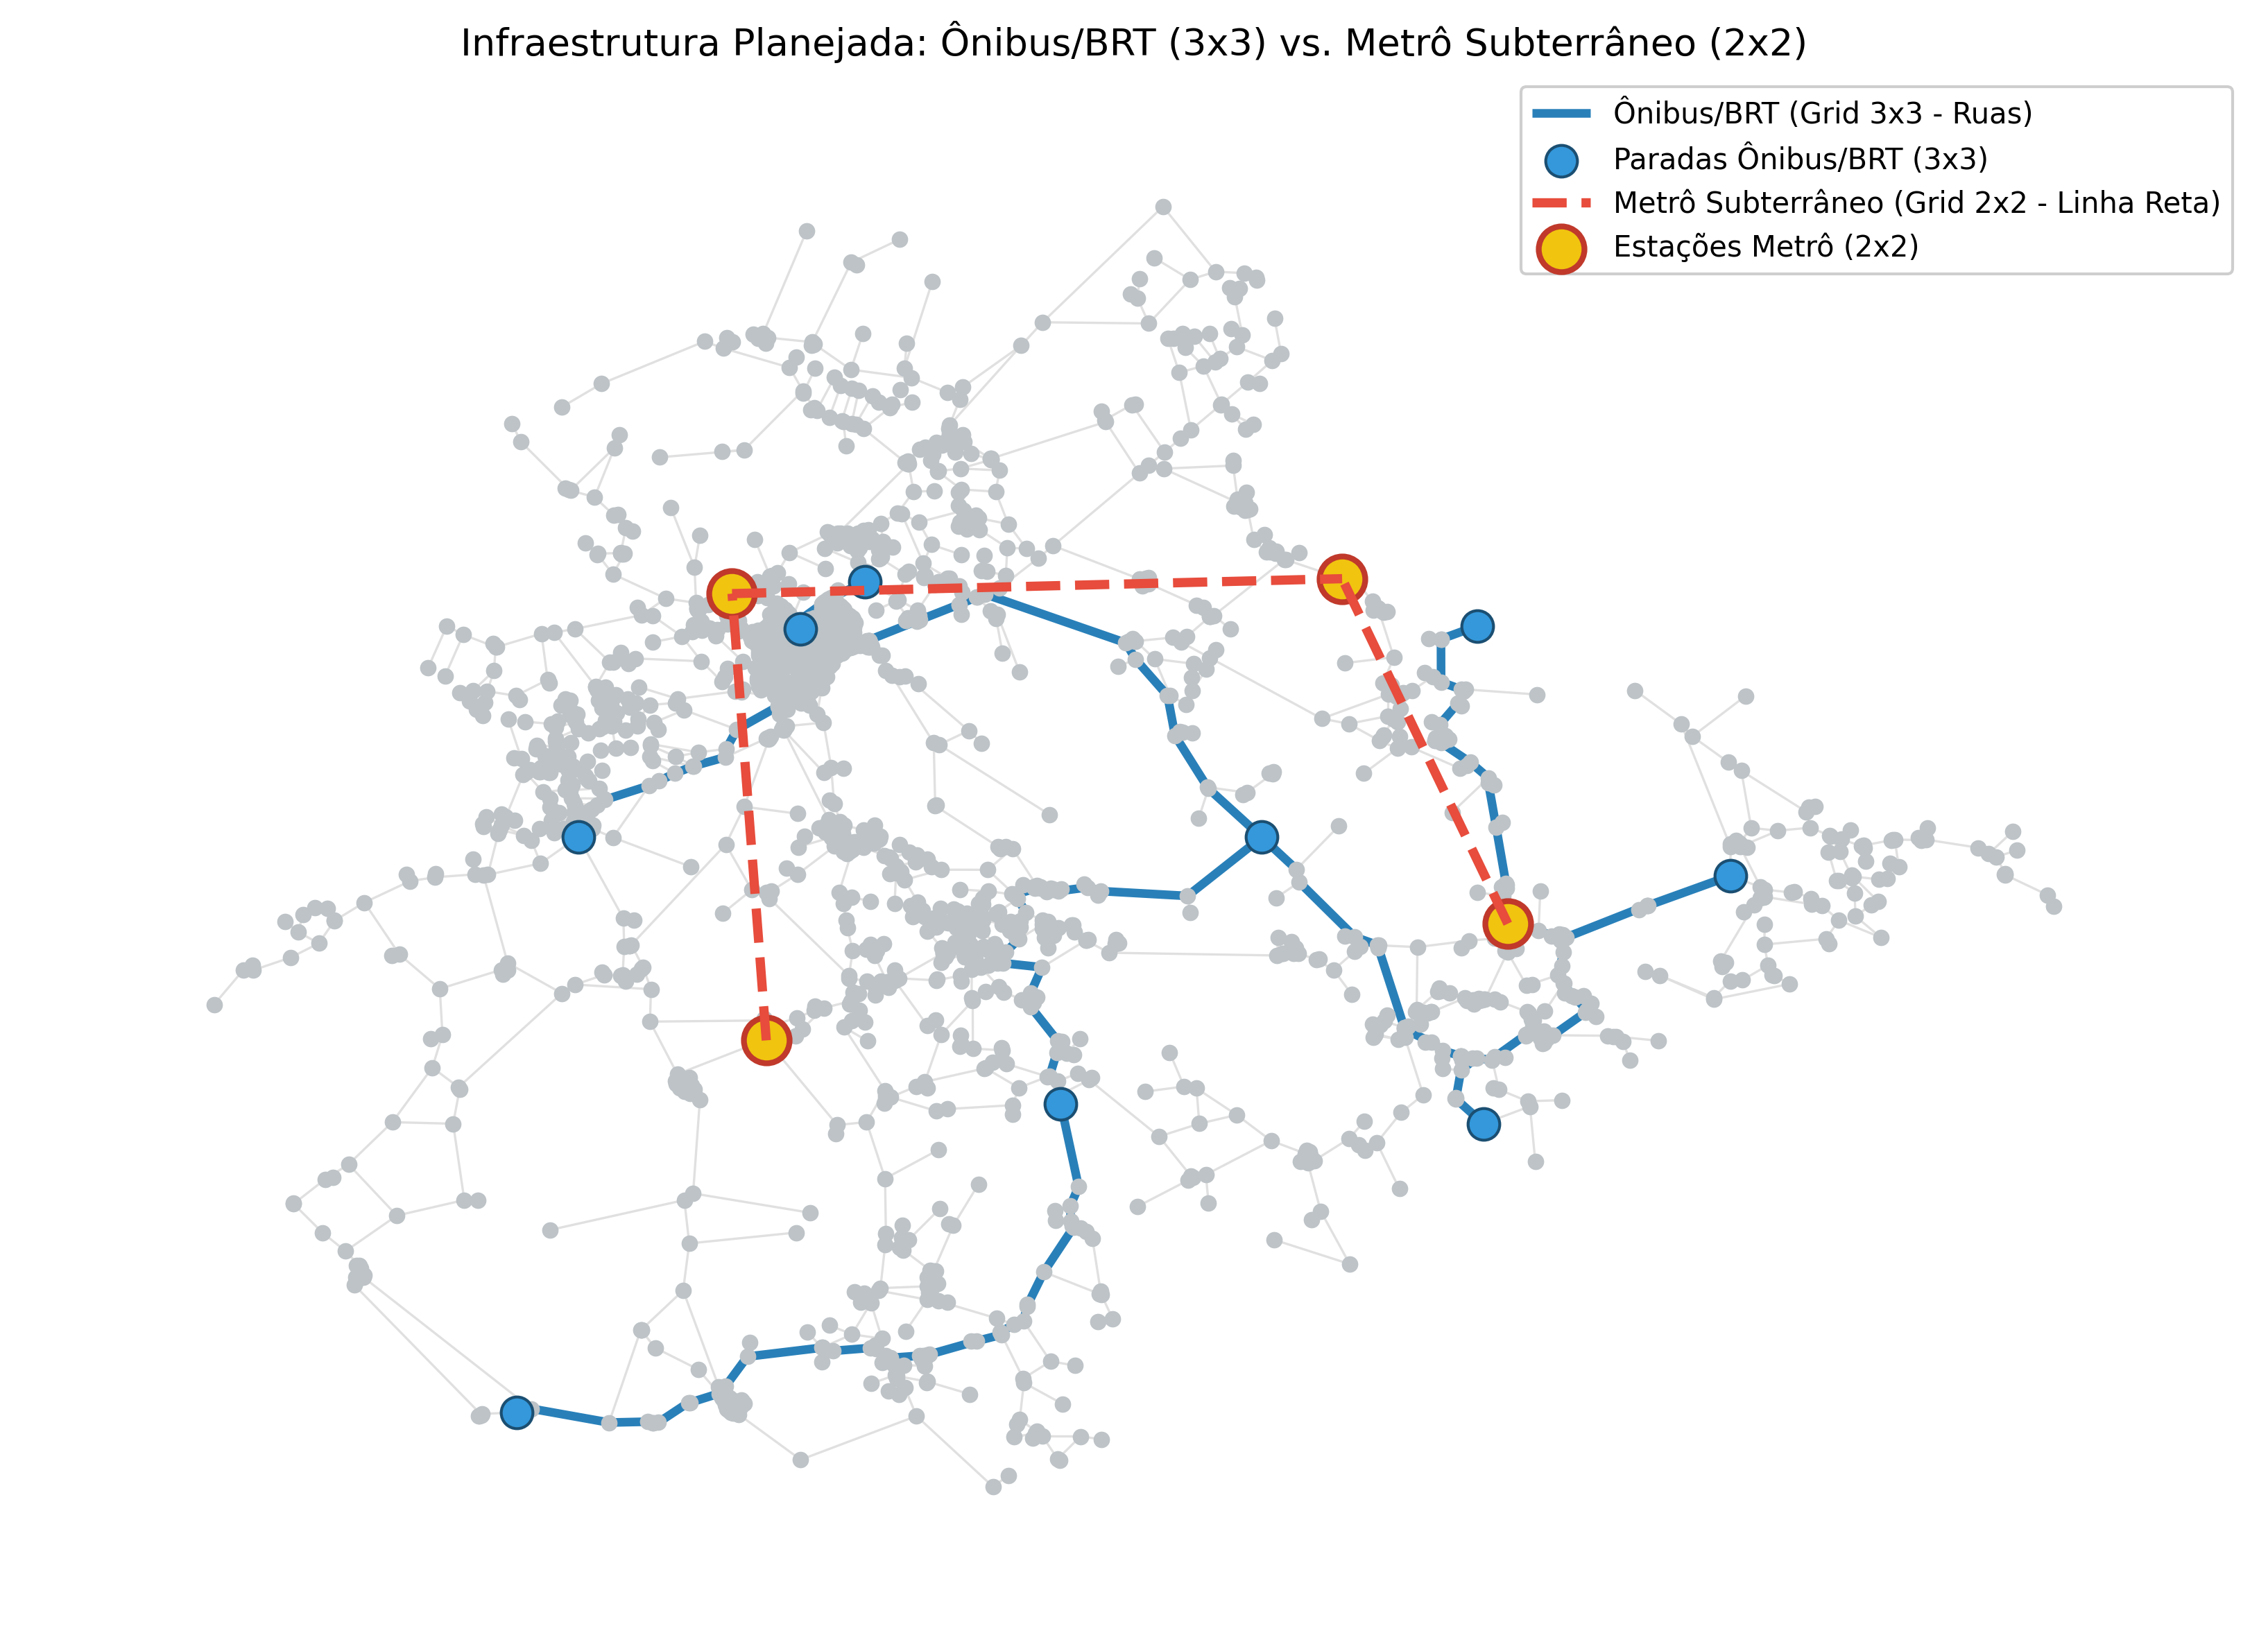 Infraestrutura Planejada: Ônibus/BRT (3x3) vs. Metrô Subterrâneo (2x2)
Ônibus/BRT (Grid 3x3 - Ruas)
Paradas Ônibus/BRT (3x3)
Metrô Subterrâneo (Grid 2x2 - Linha Reta)
Estações Metrô (2x2)